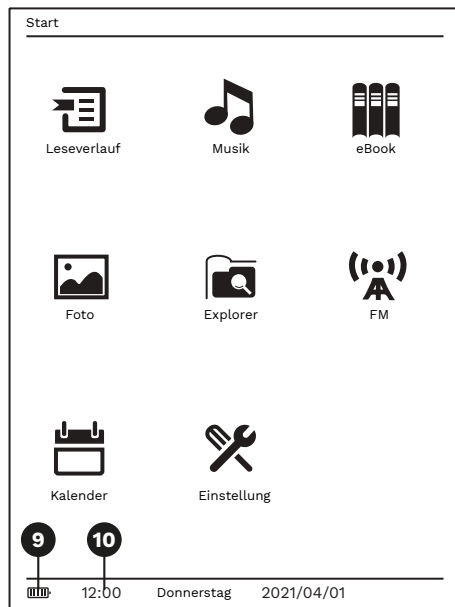 Start
Leseverlauf Musik eBook
Foto Explorer FM
Kalender Einstellung
9 10
12:00 Donnerstag 2021/04/01